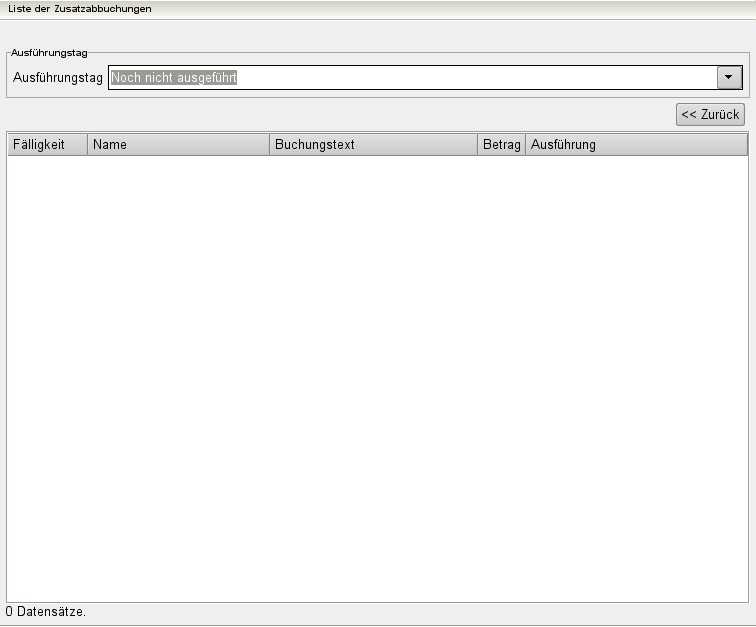 Liste der Zusatzabbuchungen
Ausführungstag
Ausführungstag Noch nicht ausgeführt
<< Zurück
Fälligkeit Name Buchungstext Betrag Ausführung
0 Datensätze.